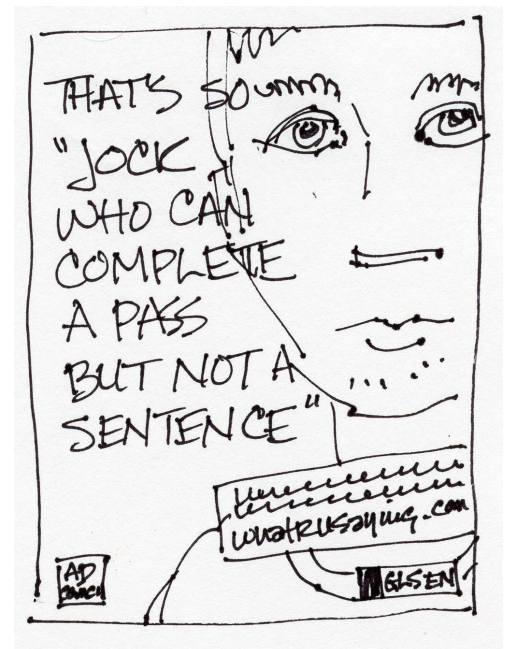 THAT'S SO
"JOCK
WHO CAN
COMPLETE
A PASS
BUT NOT A
SENTENCE"
whatrusaying.com
AD
GLSEN